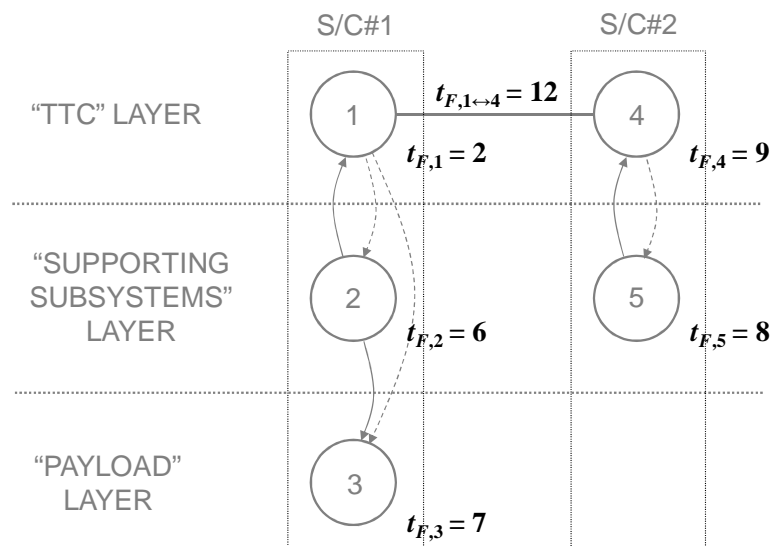 S/C#1
S/C#2
“TTC” LAYER
1
t_{F,1↔4} = 12
4
t_{F,1} = 2
t_{F,4} = 9
“SUPPORTING
SUBSYSTEMS”
LAYER
2
5
t_{F,2} = 6
t_{F,5} = 8
“PAYLOAD”
LAYER
3
t_{F,3} = 7